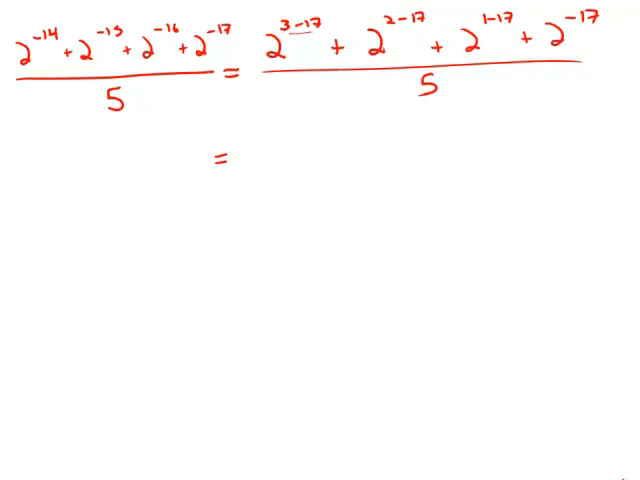 2^{-14} + 2^{-15} + 2^{-16} + 2^{-17} / 5 = 2^{3-17} + 2^{2-17} + 2^{1-17} + 2^{-17} / 5
=